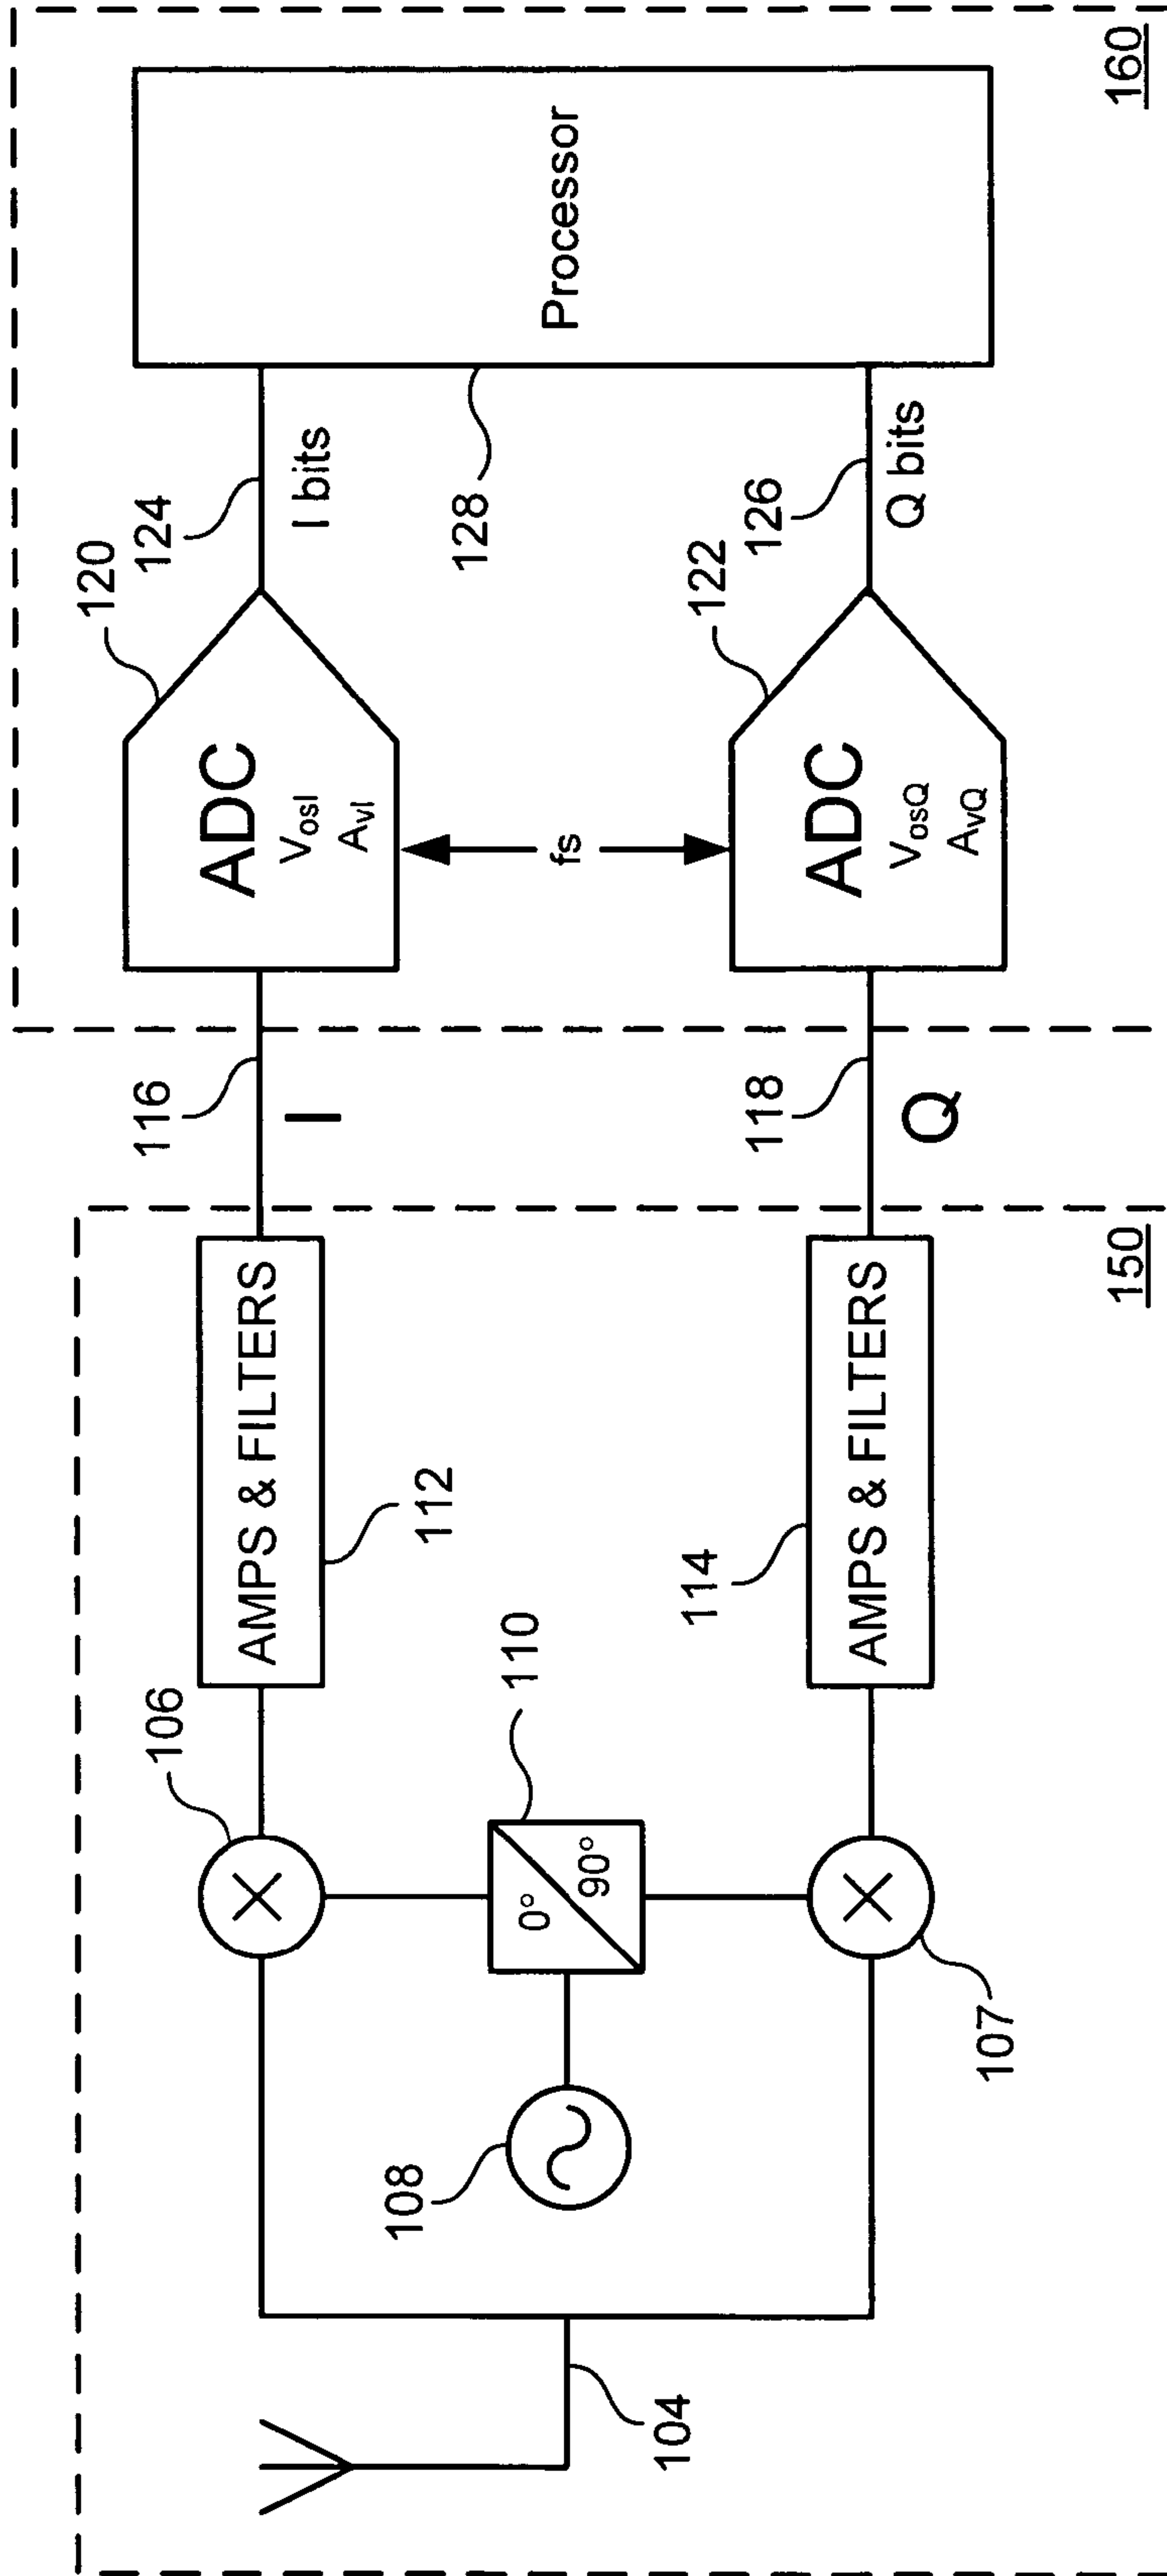 104
108
106
0°
90°
110
107
AMPS & FILTERS
112
114
AMPS & FILTERS
150
116
I
118
Q
ADC
VosI
AvI
120
fs
ADC
VosQ
AvQ
122
124
I bits
126
Q bits
128
Processor
160